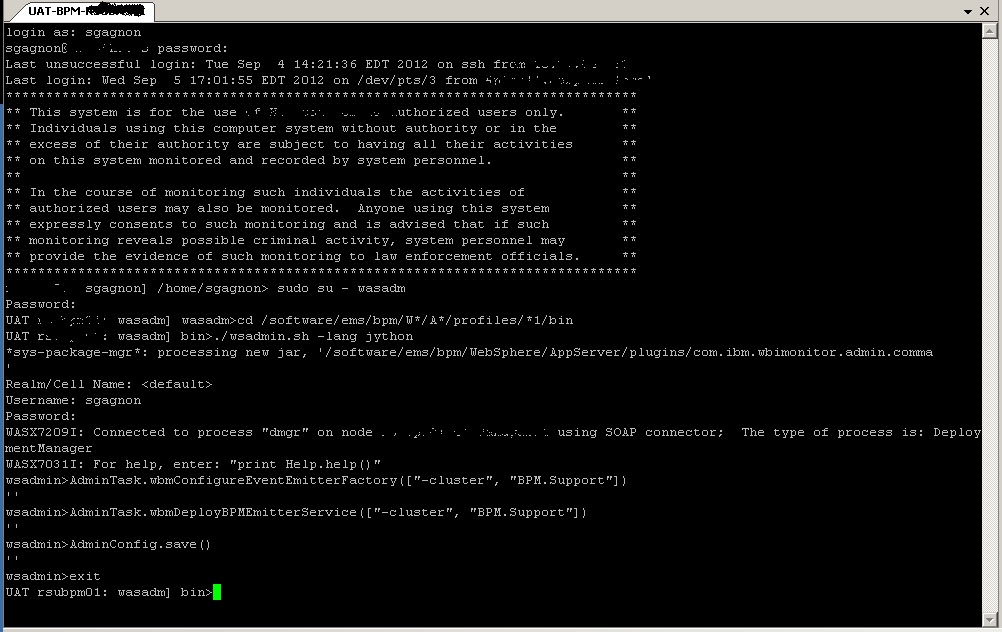 UAT-BPM-
login as: sgagnon
sgagnon@ password:
Last unsuccessful login: Tue Sep  4 14:21:36 EDT 2012 on ssh from
Last login: Wed Sep  5 17:01:55 EDT 2012 on /dev/pts/3 from
********************************************************************************
** This system is for the use of authorized users only.       **
** Individuals using this computer system without authority or in the        **
** excess of their authority are subject to having all their activities      **
** on this system monitored and recorded by system personnel.                **
**                                                                           **
** In the course of monitoring such individuals the activities of            **
** authorized users may also be monitored.  Anyone using this system         **
** expressly consents to such monitoring and is advised that if such         **
** monitoring reveals possible criminal activity, system personnel may       **
** provide the evidence of such monitoring to law enforcement officials.     **
********************************************************************************
sgagnon] /home/sgagnon> sudo su - wasadm
Password:
UAT wasadm] wasadm>cd /software/ems/bpm/W*/A*/profiles/*1/bin
UAT wasadm] bin>./wsadmin.sh -lang jython
*sys-package-mgr*: processing new jar, '/software/ems/bpm/WebSphere/AppServer/plugins/com.ibm.wbimonitor.admin.comma
'
Realm/Cell Name: <default>
Username: sgagnon
Password:
WASX7209I: Connected to process "dmgr" on node using SOAP connector;  The type of process is: Deploy
mentManager
WASX7031I: For help, enter: "print Help.help()"
wsadmin>AdminTask.wbmConfigureEventEmitterFactory(["-cluster", "BPM.Support"])
''
wsadmin>AdminTask.wbmDeployBPMEmitterService(["-cluster", "BPM.Support"])
''
wsadmin>AdminConfig.save()
''
wsadmin>exit
UAT rsubpm01: wasadm] bin>